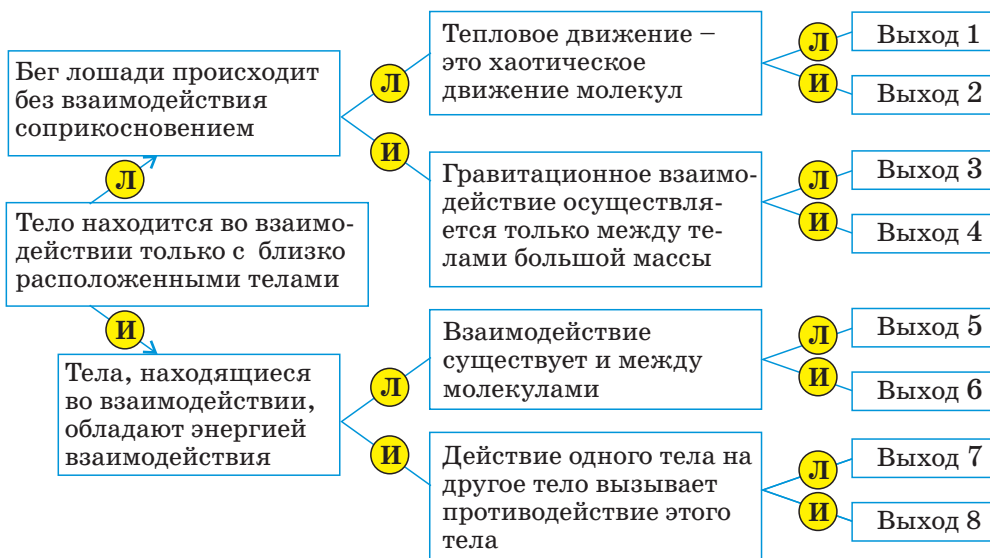 Бег лошади происходит
без взаимодействия
соприкосновением
Л
Тело находится во взаимо-
действии только с близко
расположенными телами
И
Тела, находящиеся
во взаимодействии,
обладают энергией
взаимодействия
Л
И
Тепловое движение –
это хаотическое
движение молекул
Л
И
Выход 1
Выход 2
Гравитационное взаимо-
действие осуществля-
ется только между те-
лами большой массы
Л
И
Выход 3
Выход 4
Л
И
Взаимодействие
существует и между
молекулами
Л
И
Выход 5
Выход 6
Действие одного тела на
другое тело вызывает
противодействие этого
тела
Л
И
Выход 7
Выход 8